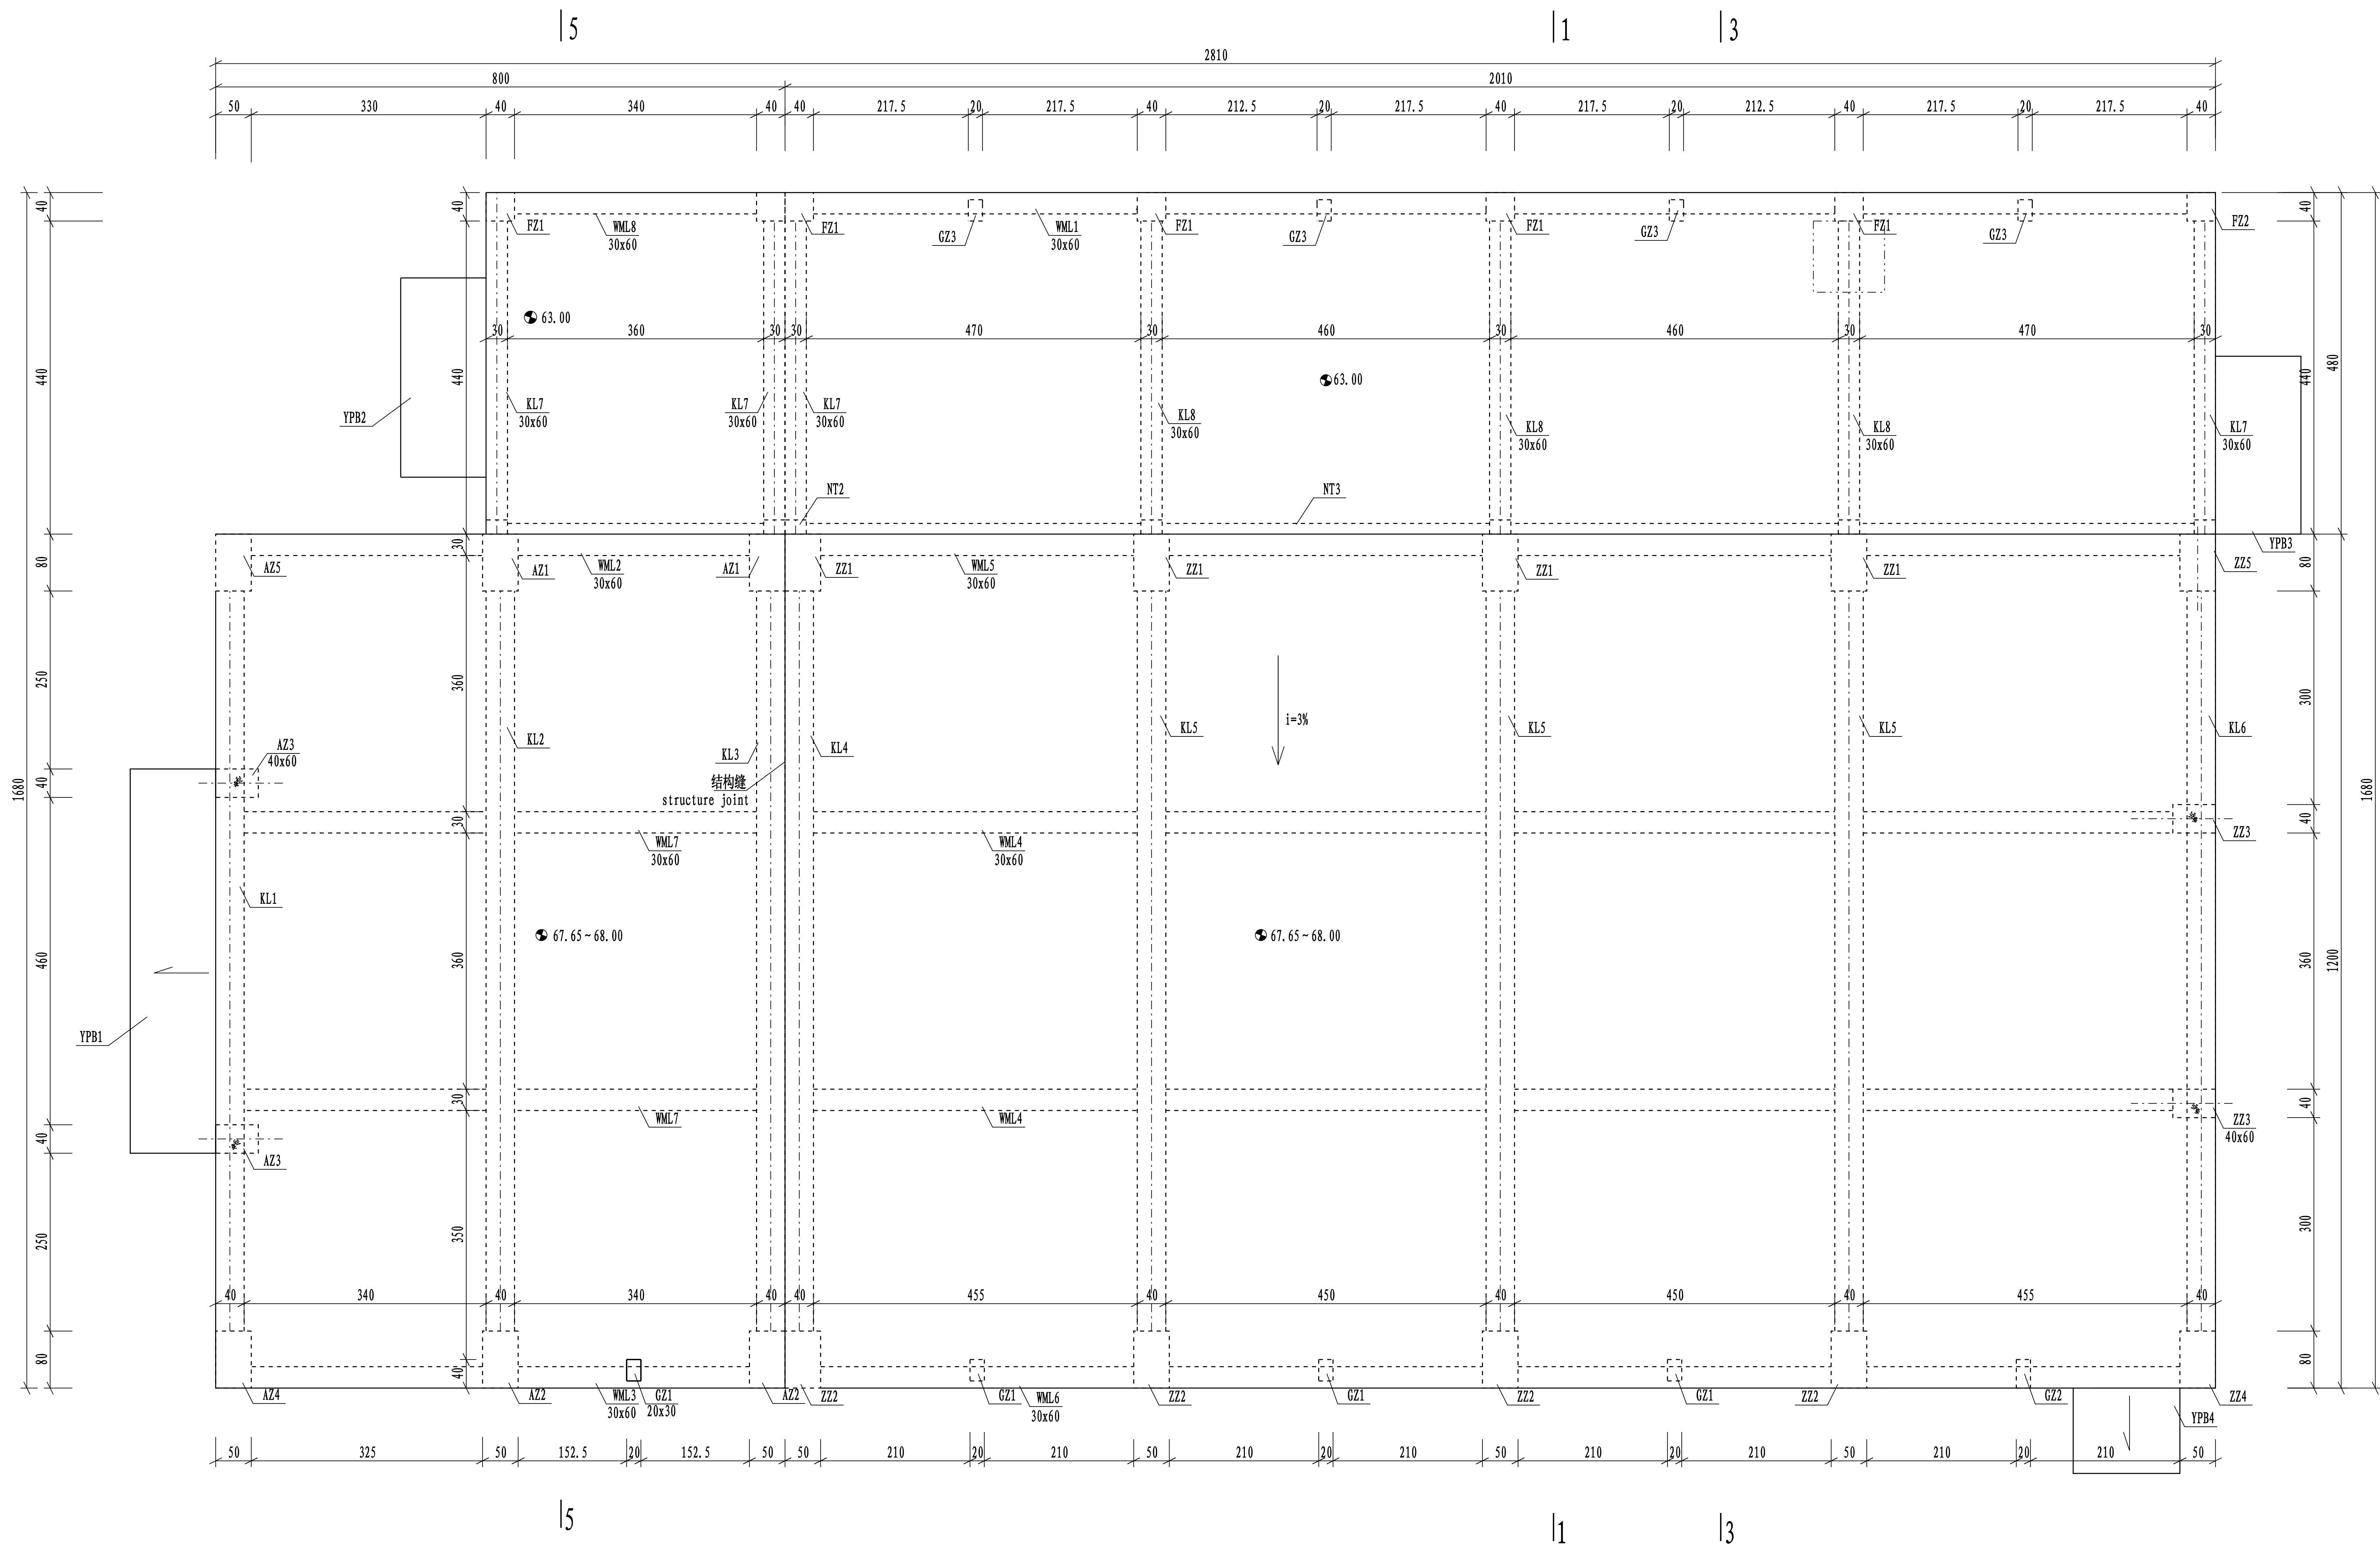 5
1
3
2810
800
2010
50
330
40
340
40
40
217.5
20
217.5
40
212.5
20
217.5
40
217.5
20
212.5
40
217.5
20
217.5
40
40
40
40
FZ1
WML8
30x60
FZ1
GZ3
WML1
30x60
FZ1
GZ3
FZ1
GZ3
FZ1
GZ3
FZ2
63.00
30
360
30
30
470
30
460
30
460
30
470
30
63.00
440
440
440
480
YPB2
KL7
30x60
KL7
30x60
KL7
30x60
KL8
30x60
KL8
30x60
KL8
30x60
KL7
30x60
NT2
NT3
YPB3
80
30
80
AZ5
AZ1
WML2
30x60
AZ1
ZZ1
WML5
30x60
ZZ1
ZZ1
ZZ1
ZZ5
250
360
300
KL2
KL3
KL4
KL5
i=3%
KL5
KL5
KL6
AZ3
40x60
结构缝
structure joint
1680
40
30
40
1680
WML7
30x60
WML4
30x60
ZZ3
KL1
67.65~68.00
67.65~68.00
460
360
360
1200
YPB1
30
40
WML7
WML4
ZZ3
40x60
40
AZ3
250
350
300
40
340
40
340
40
40
455
40
450
40
450
40
455
40
80
40
80
AZ4
AZ2
WML3
30x60
GZ1
20x30
AZ2
ZZ2
GZ1
WML6
30x60
ZZ2
GZ1
ZZ2
GZ1
ZZ2
GZ2
ZZ4
YPB4
50
325
50
152.5
20
152.5
50
50
210
20
210
50
210
20
210
50
210
20
210
50
210
20
210
50
5
1
3